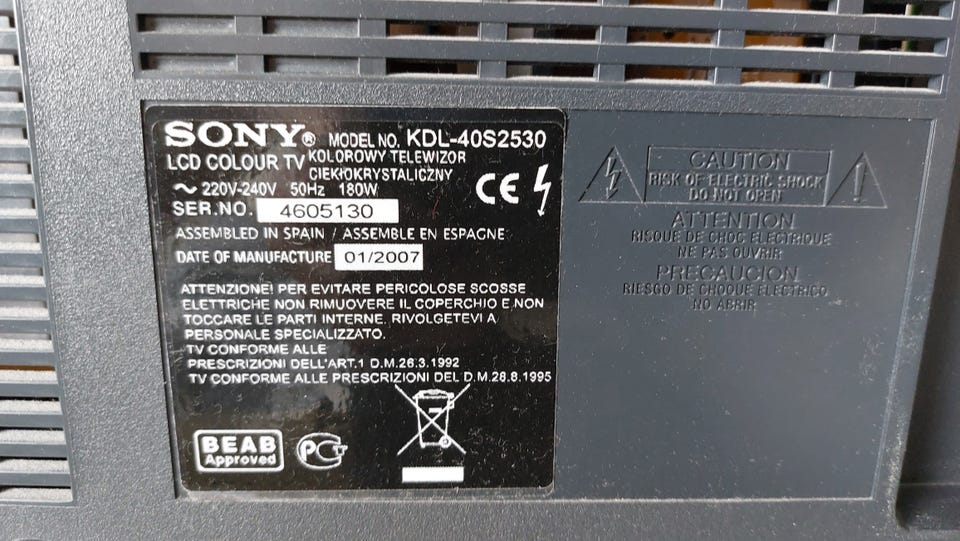 SONY® MODEL NO. KDL-40S2530
LCD COLOUR TV KOLOROWY TELEWIZOR
CIEKŁOKRYSTALICZNY
~ 220V-240V 50Hz 180W
SER.NO. 4605130
ASSEMBLED IN SPAIN / ASSEMBLE EN ESPAGNE
DATE OF MANUFACTURE 01/2007
ATTENZIONE! PER EVITARE PERICOLOSE SCOSSE
ELETTRICHE NON RIMUOVERE IL COPERCHIO E NON
TOCCARE LE PARTI INTERNE. RIVOLGETEVI A
PERSONALE SPECIALIZZATO.
TV CONFORME ALLE
PRESCRIZIONI DELL'ART.1 D.M.26.3.1992
TV CONFORME ALLE PRESCRIZIONI DEL D.M.28.8.1995
CE
BEAB
Approved
PCT
CAUTION
RISK OF ELECTRIC SHOCK
DO NOT OPEN
ATTENTION
RISQUE DE CHOC ELECTRIQUE
NE PAS OUVRIR
PRECAUCION
RIESGO DE CHOQUE ELECTRICO
NO ABRIR